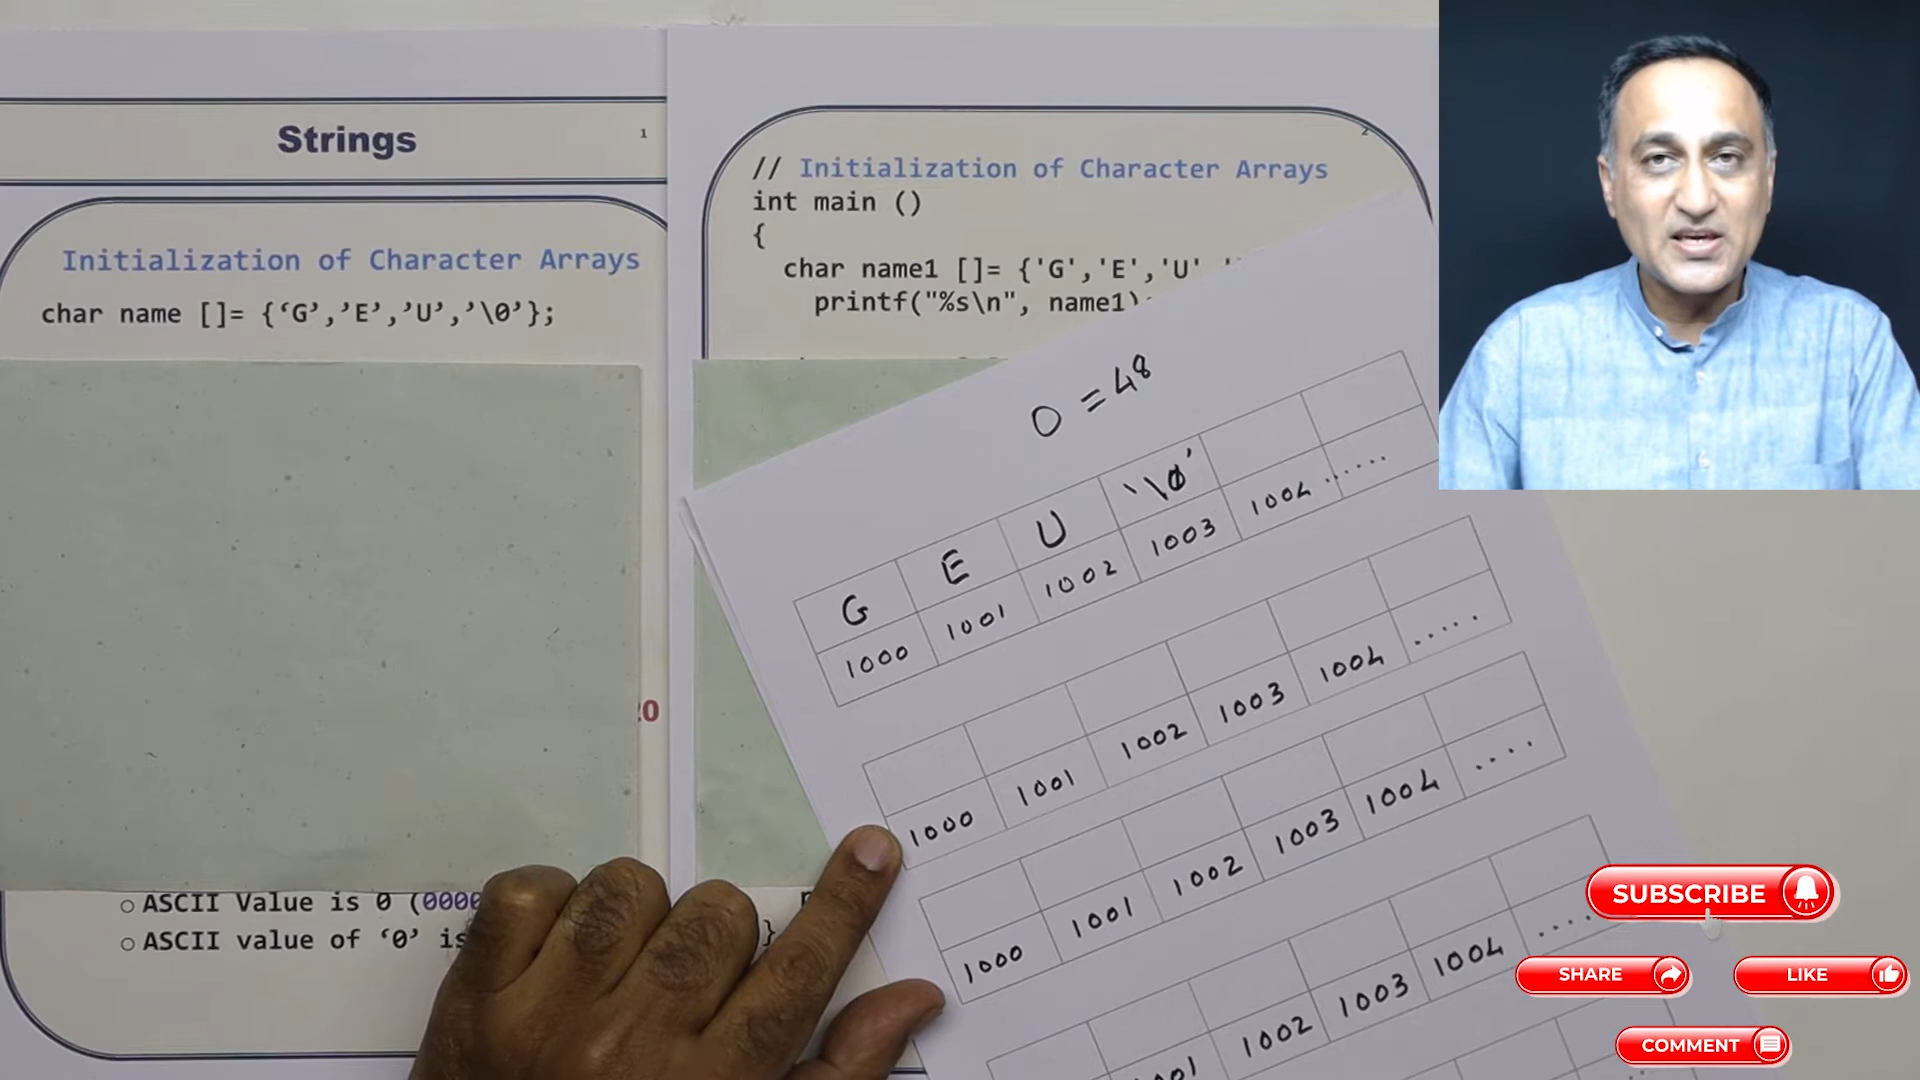 Strings
1
Initialization of Character Arrays
char name []= {‘G’,’E’,’U’,’\0’};
20
ASCII Value is 0 (0000
ASCII value of ‘0’ is
2
// Initialization of Character Arrays
int main ()
{
char name1 []= {'G','E','U'
printf("%s\n", name1)
}
0 = 48
G E U '\0'
1000 1001 1002 1003 1004 ......
1000 1001 1002 1003 1004 .....
1000 1001 1002 1003 1004 ....
1002 1003 1004 ....
SUBSCRIBE
SHARE
LIKE
COMMENT